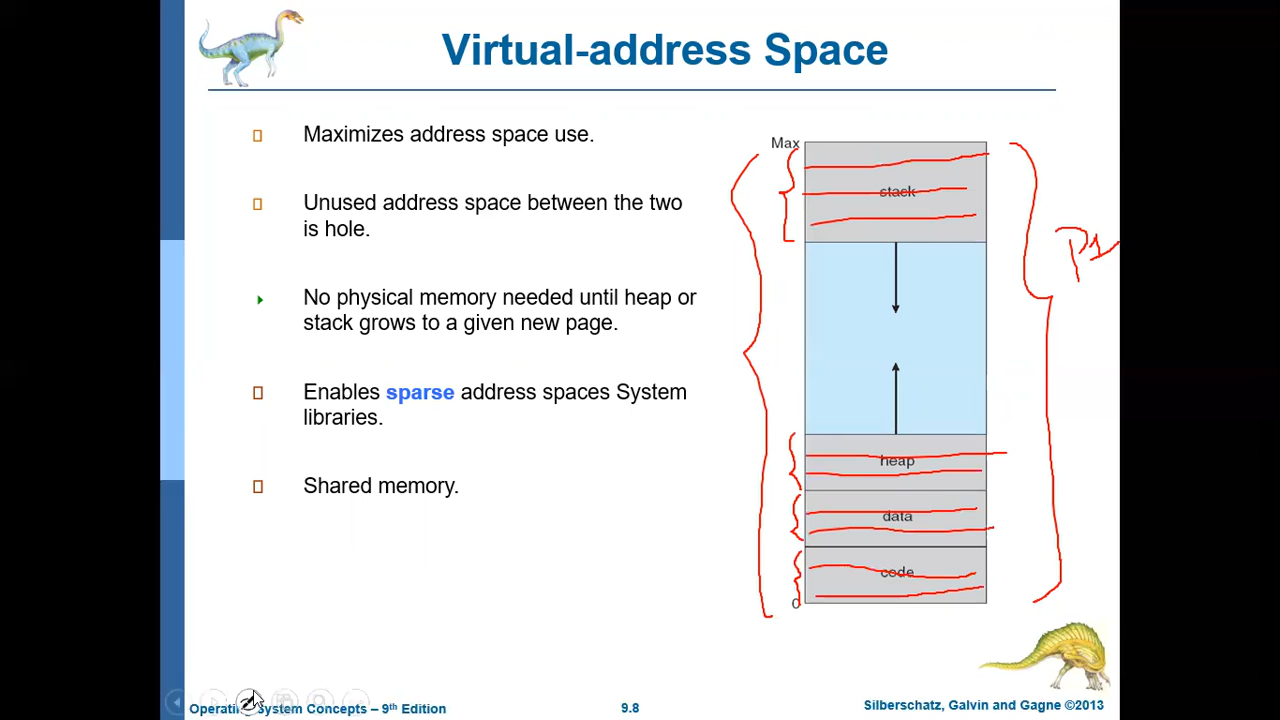 Virtual-address Space
Maximizes address space use.
Unused address space between the two
is hole.
No physical memory needed until heap or
stack grows to a given new page.
Enables sparse address spaces System
libraries.
Shared memory.
Max
stack
heap
data
code
0
Operating System Concepts – 9th Edition
9.8
Silberschatz, Galvin and Gagne ©2013